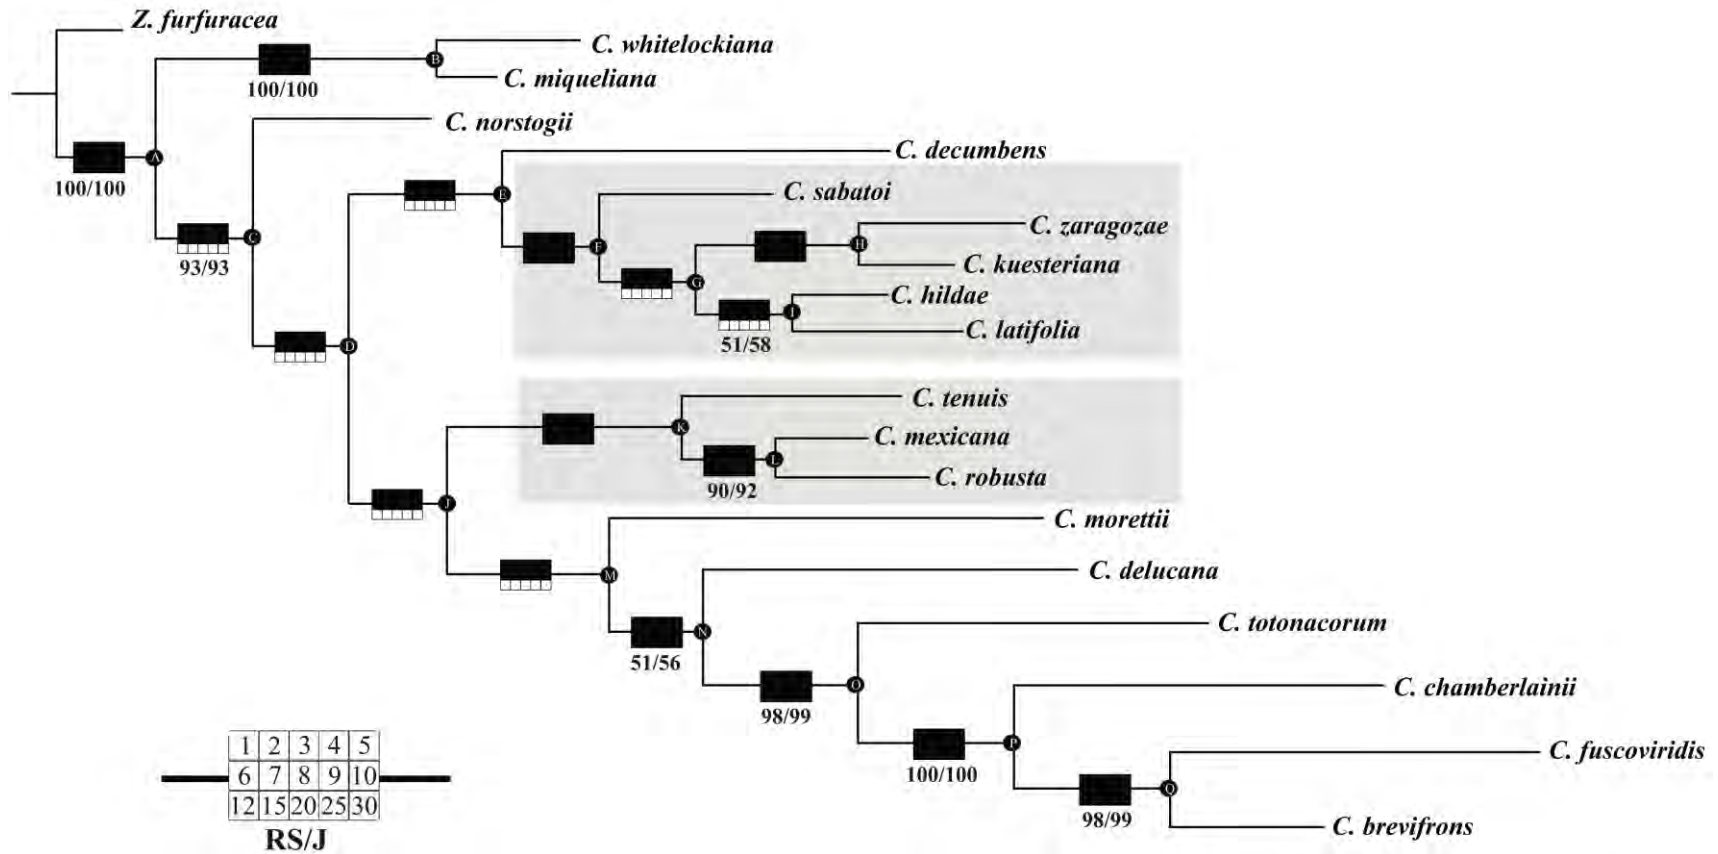 Z. furfuracea
C. whitelockiana
B
C. miqueliana
100/100
C. norstogii
A
100/100
C. decumbens
C. sabatoi
E
C. zaragozae
C
F
H
93/93
C. kuesteriana
G
C. hildae
I
C. latifolia
51/58
D
C. tenuis
K
C. mexicana
L
C. robusta
90/92
J
C. morettii
M
C. delucana
N
51/56
C. totonacorum
O
98/99
C. chamberlainii
P
100/100
C. fuscoviridis
Q
98/99
C. brevifrons
1 2 3 4 5
6 7 8 9 10
12 15 20 25 30
RS/J